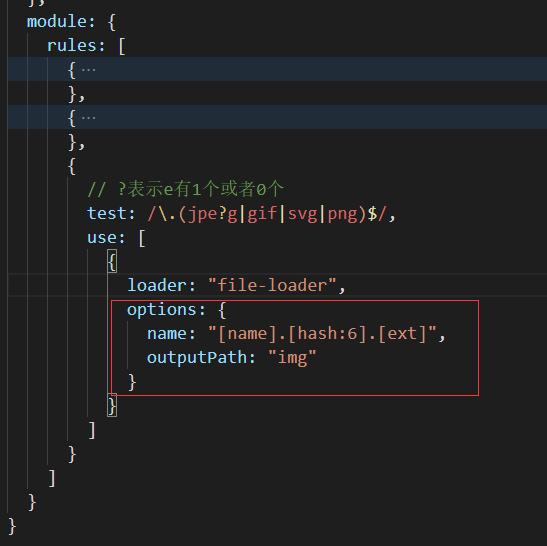 },
module: {
rules: [
{ ···
},
{ ···
},
{
// ?表示e有1个或者0个
test: /\.(jpe?g|gif|svg|png)$/,
use: [
{
loader: "file-loader",
options: {
name: "[name].[hash:6].[ext]",
outputPath: "img"
}
}
]
}
]
}
}